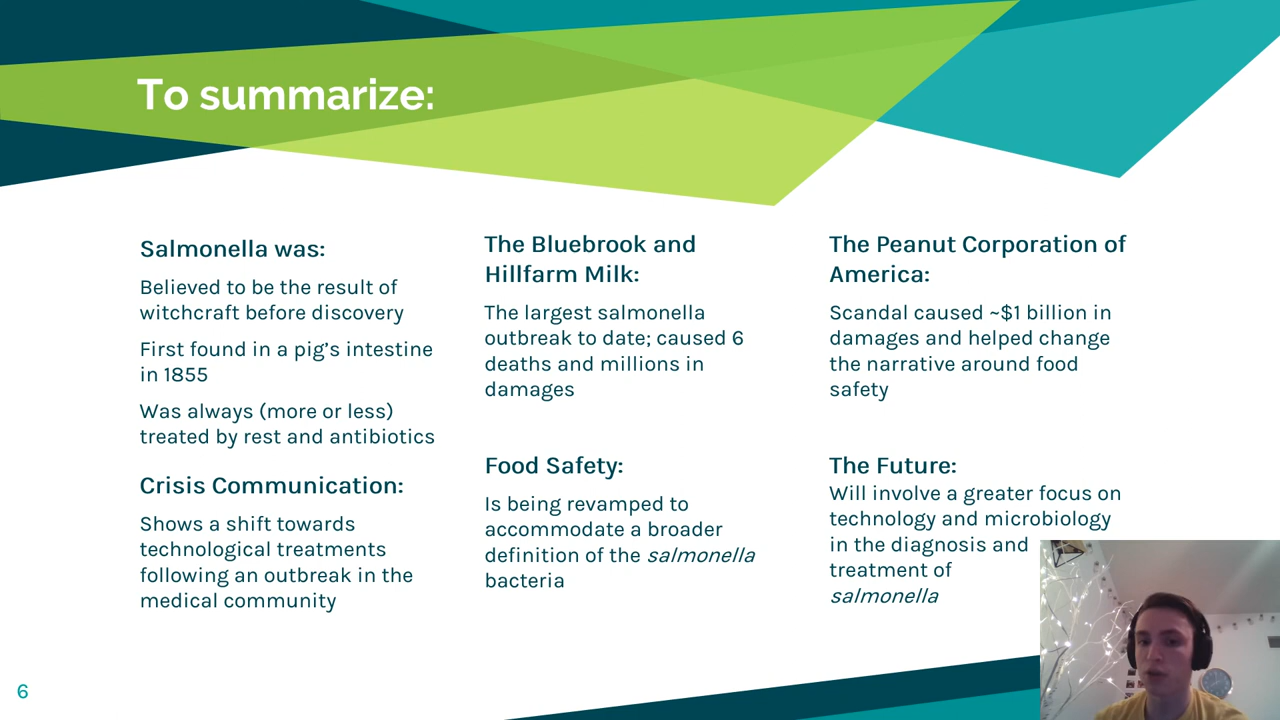 To summarize:
Salmonella was:
Believed to be the result of
witchcraft before discovery
First found in a pig's intestine
in 1855
Was always (more or less)
treated by rest and antibiotics
Crisis Communication:
Shows a shift towards
technological treatments
following an outbreak in the
medical community
The Bluebrook and
Hillfarm Milk:
The largest salmonella
outbreak to date; caused 6
deaths and millions in
damages
Food Safety:
Is being revamped to
accommodate a broader
definition of the salmonella
bacteria
The Peanut Corporation of
America:
Scandal caused ~$1 billion in
damages and helped change
the narrative around food
safety
The Future:
Will involve a greater focus on
technology and microbiology
in the diagnosis and
treatment of
salmonella
6